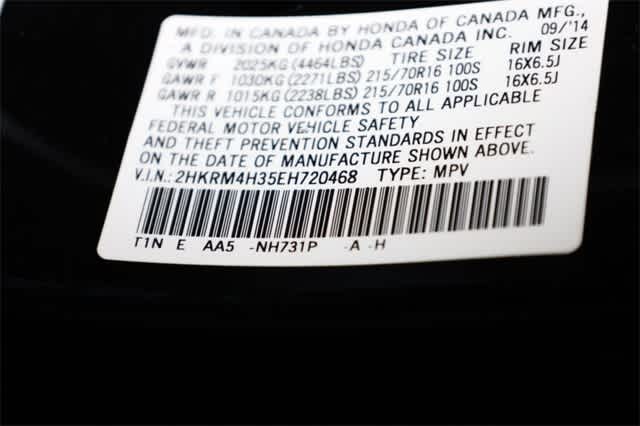 MFD. IN CANADA BY HONDA OF CANADA MFG.,
A DIVISION OF HONDA CANADA INC. 09/'14
GVWR 2025KG (4464LBS) TIRE SIZE RIM SIZE
GAWR F 1030KG (2271LBS) 215/70R16 100S 16X6.5J
GAWR R 1015KG (2238LBS) 215/70R16 100S 16X6.5J
THIS VEHICLE CONFORMS TO ALL APPLICABLE
FEDERAL MOTOR VEHICLE SAFETY
AND THEFT PREVENTION STANDARDS IN EFFECT
ON THE DATE OF MANUFACTURE SHOWN ABOVE.
V.I.N.: 2HKRM4H35EH720468 TYPE: MPV
T1N E AA5 -NH731P -A -H